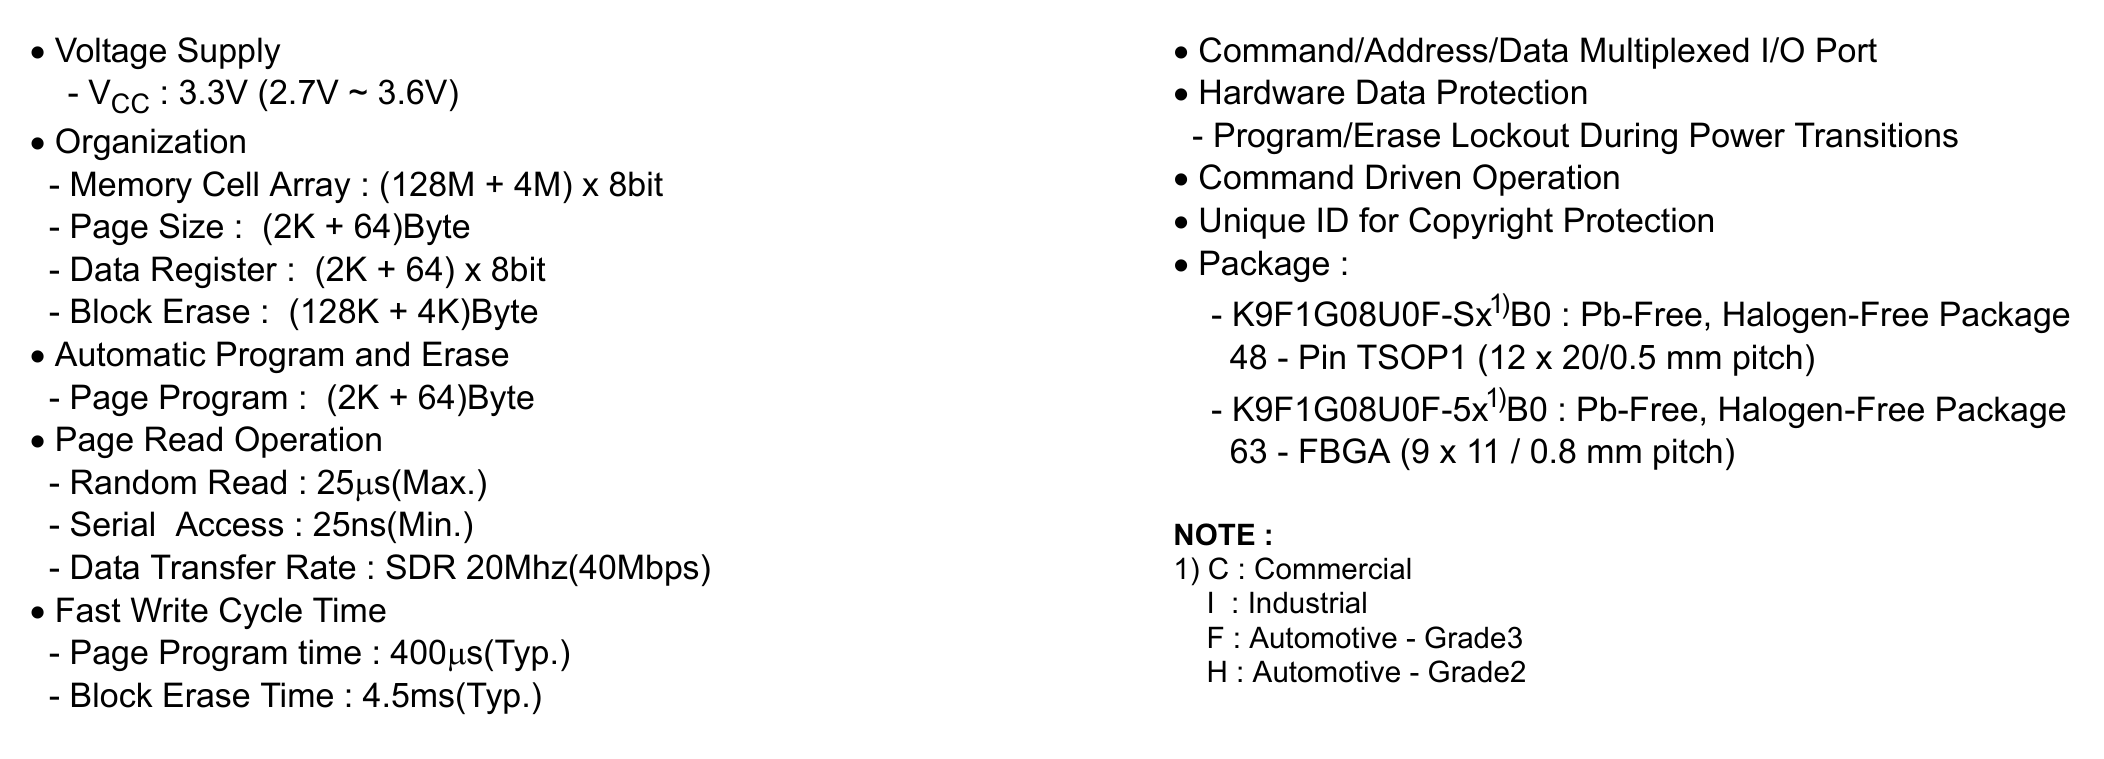 • Voltage Supply
- VCC : 3.3V (2.7V ~ 3.6V)
• Organization
- Memory Cell Array : (128M + 4M) x 8bit
- Page Size :  (2K + 64)Byte
- Data Register :  (2K + 64) x 8bit
- Block Erase :  (128K + 4K)Byte
• Automatic Program and Erase
- Page Program :  (2K + 64)Byte
• Page Read Operation
- Random Read : 25μs(Max.)
- Serial  Access : 25ns(Min.)
- Data Transfer Rate : SDR 20Mhz(40Mbps)
• Fast Write Cycle Time
- Page Program time : 400μs(Typ.)
- Block Erase Time : 4.5ms(Typ.)
• Command/Address/Data Multiplexed I/O Port
• Hardware Data Protection
- Program/Erase Lockout During Power Transitions
• Command Driven Operation
• Unique ID for Copyright Protection
• Package :
- K9F1G08U0F-Sx1)B0 : Pb-Free, Halogen-Free Package
48 - Pin TSOP1 (12 x 20/0.5 mm pitch)
- K9F1G08U0F-5x1)B0 : Pb-Free, Halogen-Free Package
63 - FBGA (9 x 11 / 0.8 mm pitch)
NOTE :
1) C : Commercial
I  : Industrial
F : Automotive - Grade3
H : Automotive - Grade2